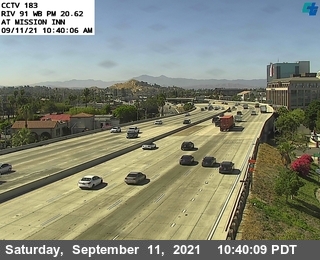 CCTV 183
RIV 91 WB PM 20.62
AT MISSION INN
09/11/21 10:40:06 AM
Saturday, September 11, 2021 10:40:09 PDT